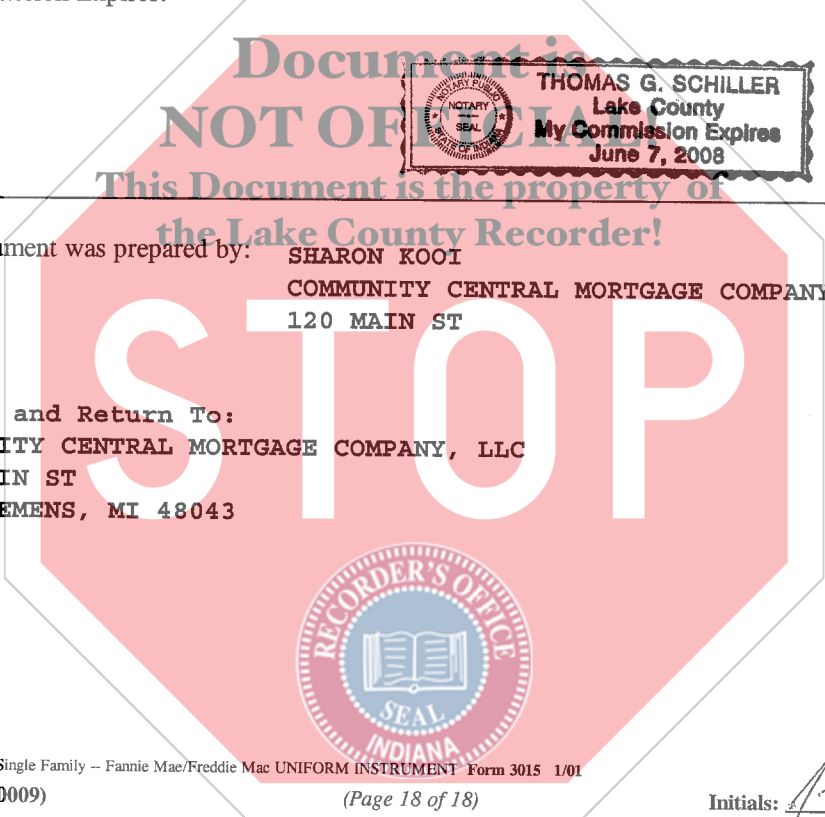 Document is
NOT OFFICIAL!
This Document is the property of
the Lake County Recorder!
NOTARY PUBLIC
NOTARY
SEAL
STATE OF INDIANA
THOMAS G. SCHILLER
Lake County
My Commission Expires
June 7, 2008
ument was prepared by: SHARON KOOI
COMMUNITY CENTRAL MORTGAGE COMPANY
120 MAIN ST
STOP
and Return To:
ITY CENTRAL MORTGAGE COMPANY, LLC
IN ST
EMENS, MI 48043
RECORDER'S OFFICE
SEAL
INDIANA
Single Family -- Fannie Mae/Freddie Mac UNIFORM INSTRUMENT Form 3015 1/01
0009)
(Page 18 of 18)
Initials: